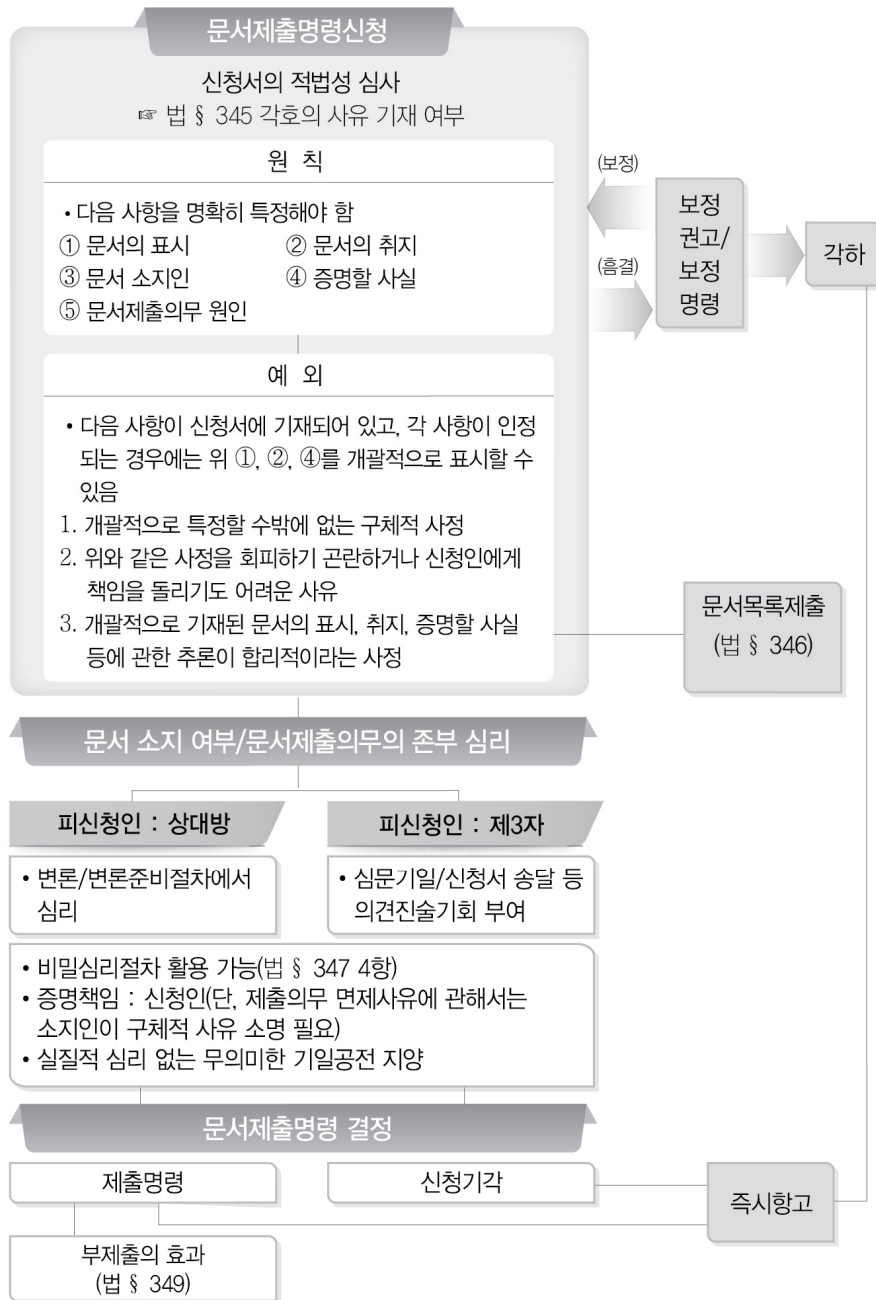 문서제출명령신청
신청서의 적법성 심사
☞ 법 § 345 각호의 사유 기재 여부
원 칙
• 다음 사항을 명확히 특정해야 함
① 문서의 표시 ② 문서의 취지
③ 문서 소지인 ④ 증명할 사실
⑤ 문서제출의무 원인
(보정)
(흠결)
보정
권고/
보정
명령
각하
예 외
• 다음 사항이 신청서에 기재되어 있고, 각 사항이 인정
되는 경우에는 위 ①, ②, ④를 개괄적으로 표시할 수
있음
1. 개괄적으로 특정할 수밖에 없는 구체적 사정
2. 위와 같은 사정을 회피하기 곤란하거나 신청인에게
책임을 돌리기도 어려운 사유
3. 개괄적으로 기재된 문서의 표시, 취지, 증명할 사실
등에 관한 추론이 합리적이라는 사정
문서목록제출
(법 § 346)
문서 소지 여부/문서제출의무의 존부 심리
피신청인 : 상대방
• 변론/변론준비절차에서
심리
피신청인 : 제3자
• 심문기일/신청서 송달 등
의견진술기회 부여
• 비밀심리절차 활용 가능(법 § 347 4항)
• 증명책임 : 신청인(단, 제출의무 면제사유에 관해서는
소지인이 구체적 사유 소명 필요)
• 실질적 심리 없는 무의미한 기일공전 지양
문서제출명령 결정
제출명령
신청기각
즉시항고
부제출의 효과
(법 § 349)